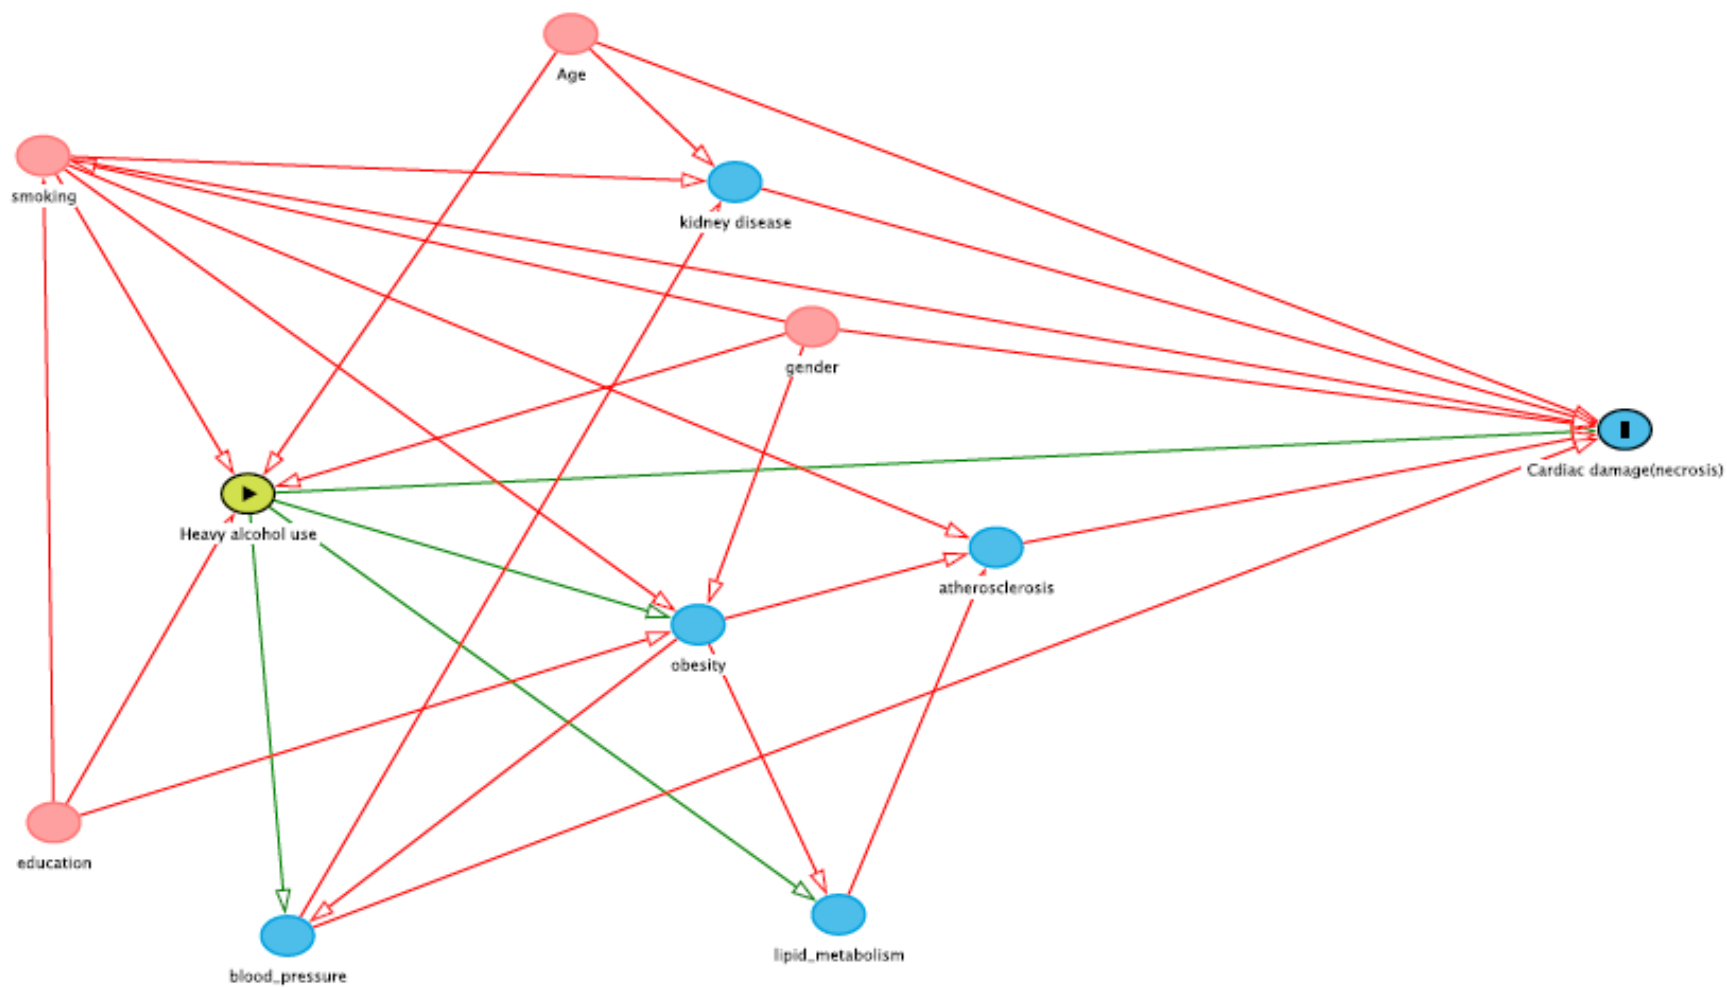 Age
smoking
kidney disease
gender
Cardiac damage(necrosis)
Heavy alcohol use
atherosclerosis
obesity
education
lipid_metabolism
blood_pressure